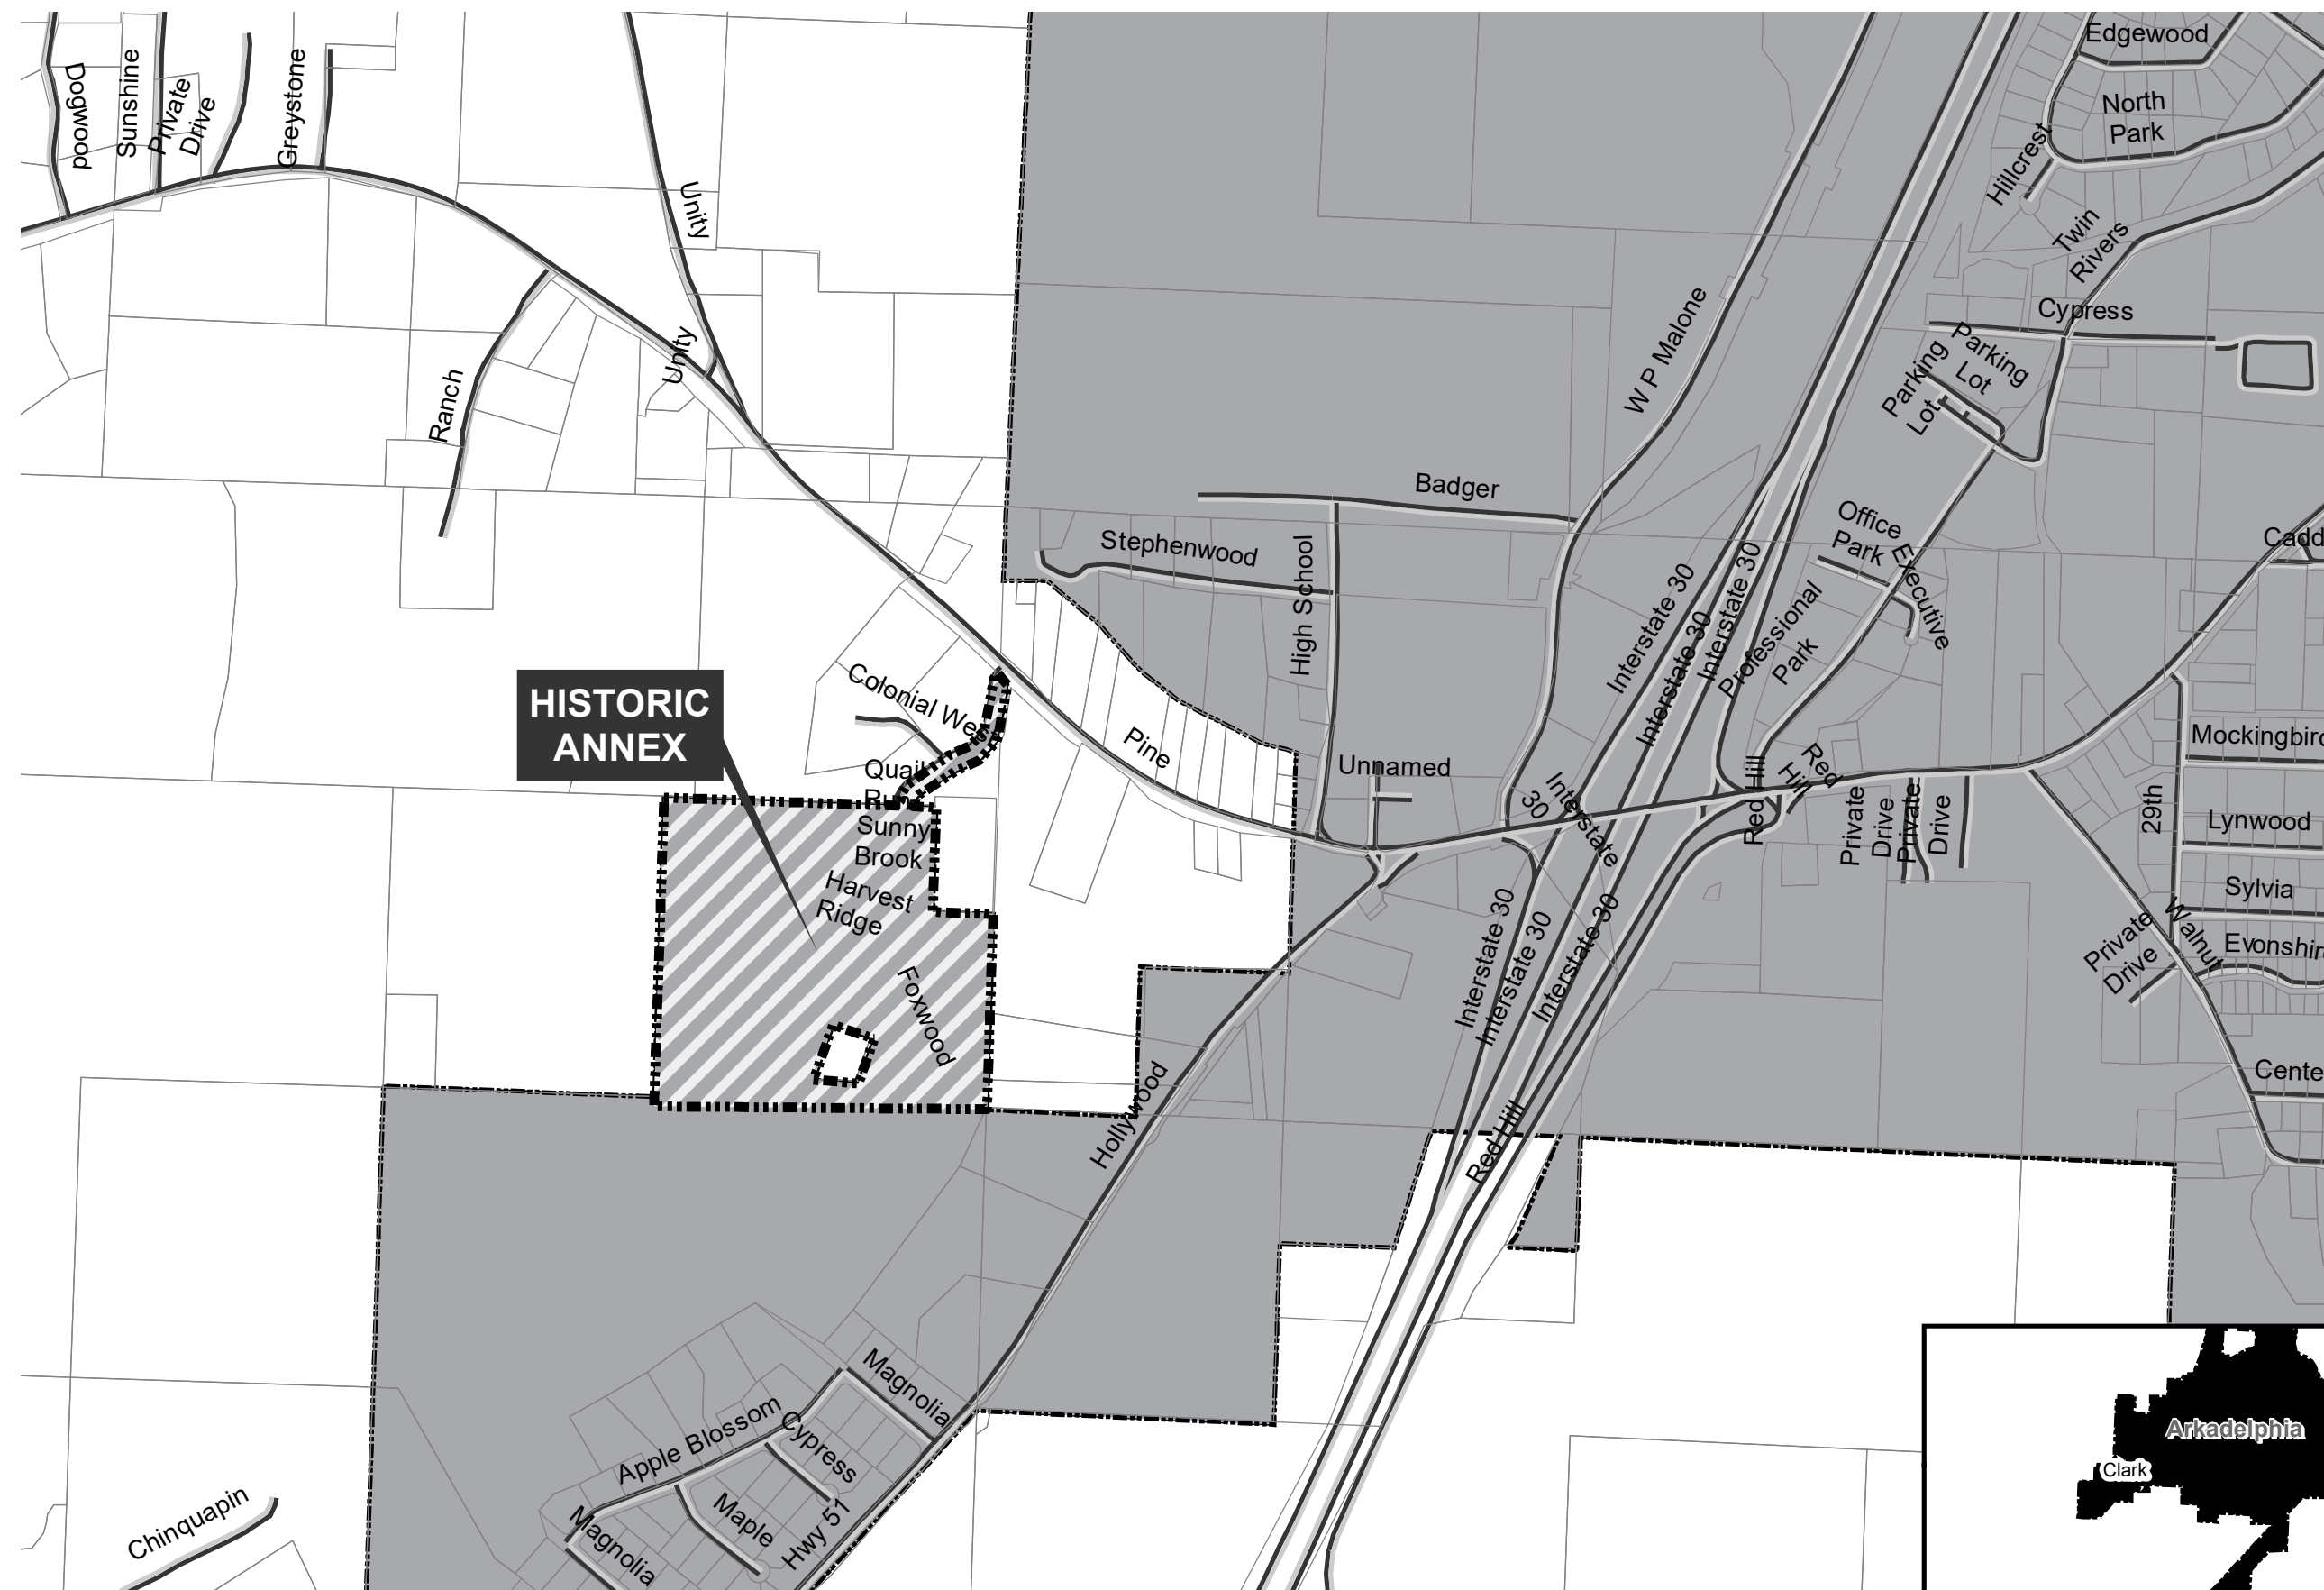 Edgewood
North
Park
Hillcrest
Twin
Rivers
Dogwood
Sunshine
Private
Drive
Greystone
Unity
Unity
Ranch
W P Malone
Cypress
Parking
Lot
Parking
Lot
Badger
Stephenwood
High School
Office
Park
Executive
Interstate 30
Interstate 30
Interstate 30
Professional
Park
HISTORIC
ANNEX
Colonial
Quail
Pine
Unnamed
Interstate
30
Red Hill
Red
Hill
Private
Drive
Private
Drive
29th
Lynwood
Sylvia
Walnut
Private
Drive
Sunny
Brook
Harvest
Ridge
Foxwood
Interstate 30
Interstate 30
Interstate 30
Hollywood
Red Hill
Magnolia
Apple Blossom
Cypress
Maple
Hwy 51
Magnolia
Chinquapin
Arkadelphia
Clark